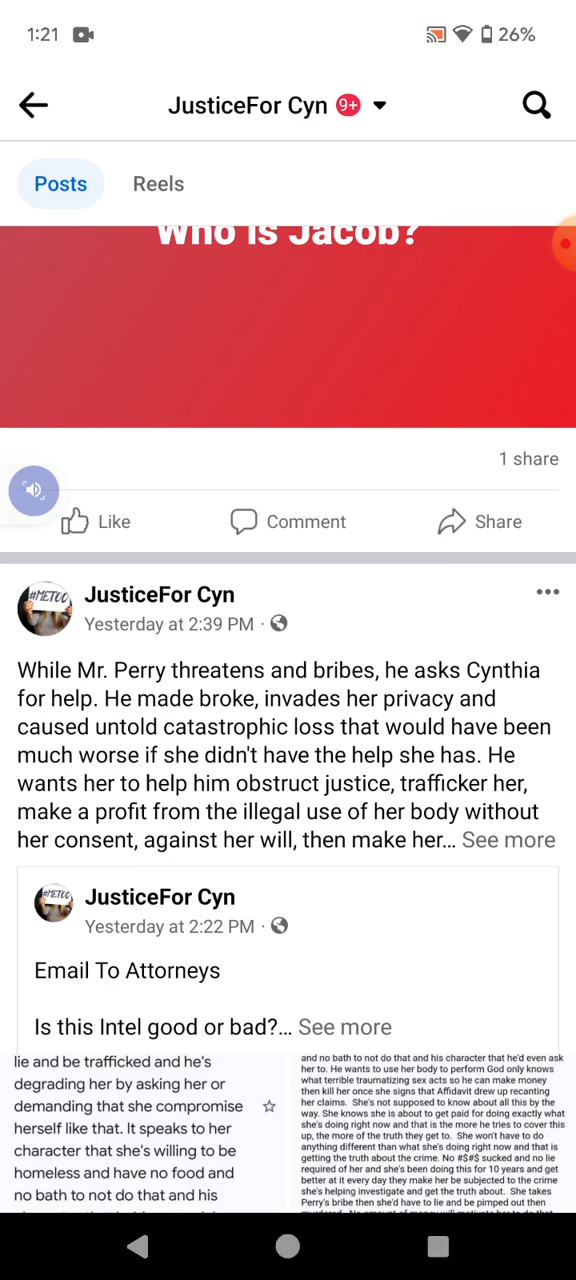 1:21
26%
JusticeFor Cyn 9+
Posts
Reels
Who Is Jacob?
1 share
Like
Comment
Share
#METOO
JusticeFor Cyn
Yesterday at 2:39 PM ·
While Mr. Perry threatens and bribes, he asks Cynthia
for help. He made broke, invades her privacy and
caused untold catastrophic loss that would have been
much worse if she didn't have the help she has. He
wants her to help him obstruct justice, trafficker her,
make a profit from the illegal use of her body without
her consent, against her will, then make her... See more
#METOO
JusticeFor Cyn
Yesterday at 2:22 PM ·
Email To Attorneys
Is this Intel good or bad?... See more
lie and be trafficked and he's
degrading her by asking her or
demanding that she compromise
herself like that. It speaks to her
character that she's willing to be
homeless and have no food and
no bath to not do that and his
and no bath to not do that and his character that he'd even ask
her to. He wants to use her body to perform God only knows
what terrible traumatizing sex acts so he can make money
then kill her once she signs that Affidavit drew up recanting
her claims. She's not supposed to know about all this by the
way. She knows she is about to get paid for doing exactly what
she's doing right now and that is the more he tries to cover this
up, the more of the truth they get to. She won't have to do
anything different than what she's doing right now and that is
getting the truth about the crime. No #$#$ sucked and no lie
required of her and she's been doing this for 10 years and get
better at it every day they make her be subjected to the crime
she's helping investigate and get the truth about. She takes
Perry's bribe then she'd have to lie and be pimped out then